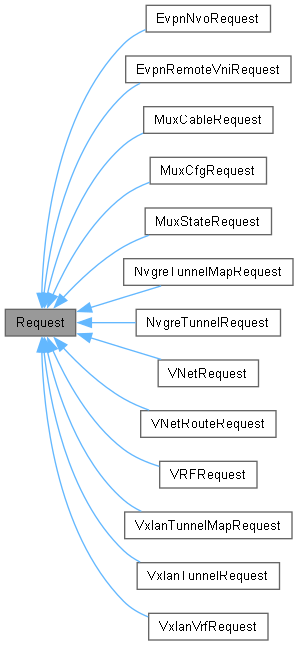 EvpnNvoRequest
EvpnRemoteVniRequest
MuxCableRequest
MuxCfgRequest
MuxStateRequest
NvgreTunnelMapRequest
Request
NvgreTunnelRequest
VNetRequest
VNetRouteRequest
VRFRequest
VxlanTunnelMapRequest
VxlanTunnelRequest
VxlanVrfRequest